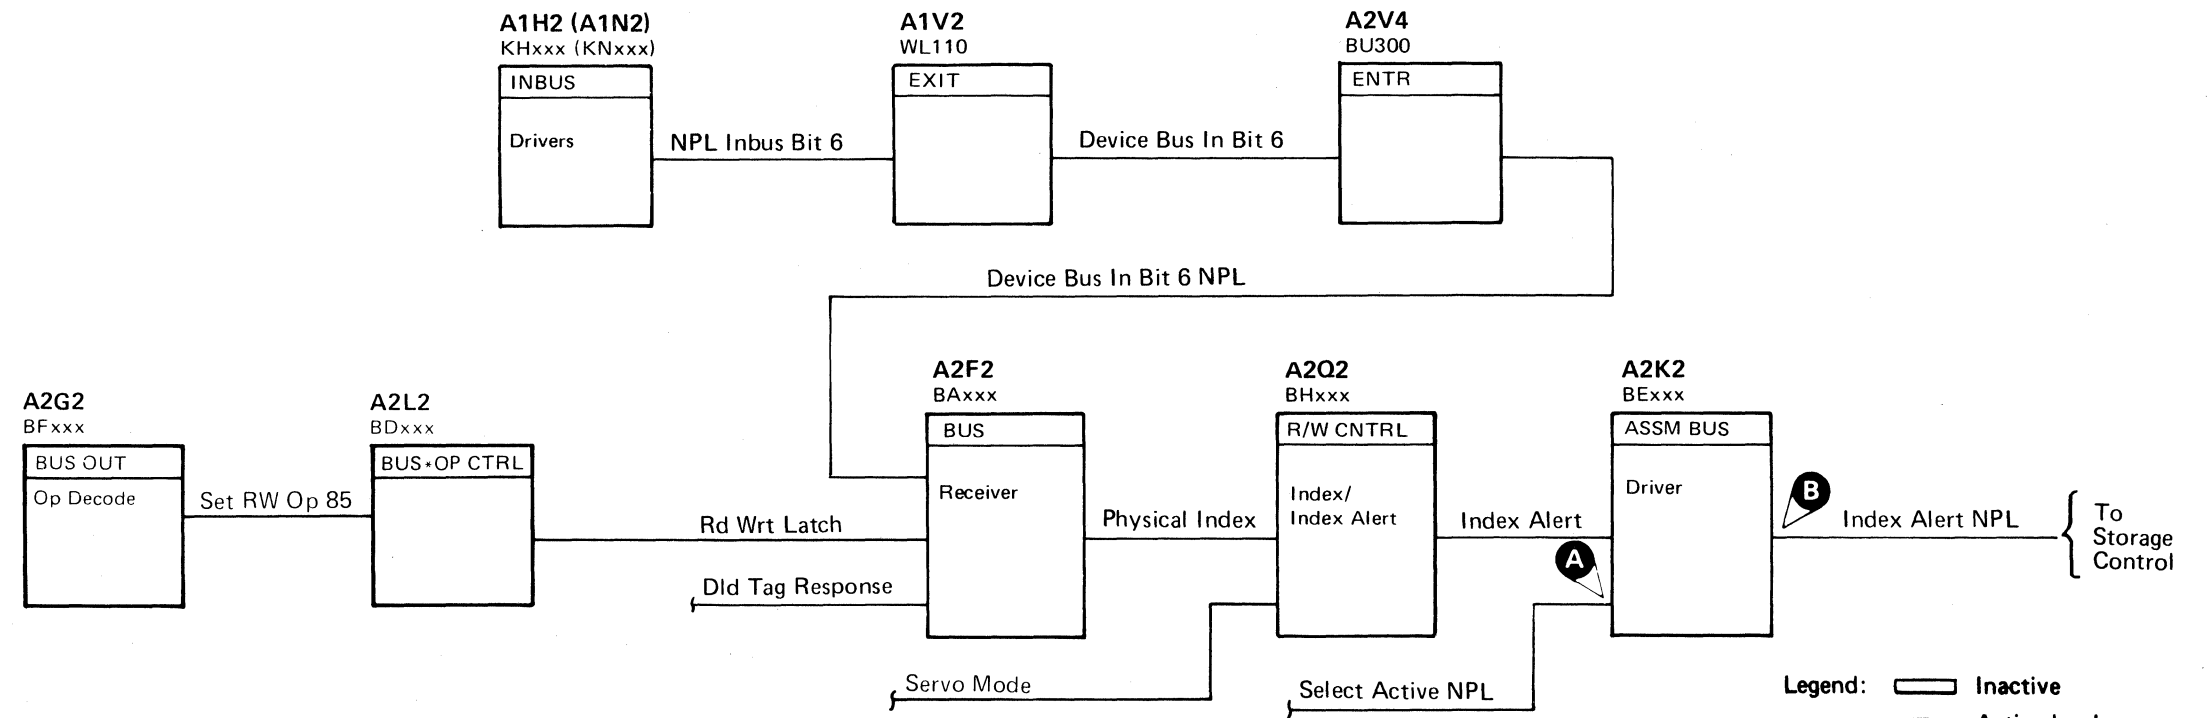 A1H2 (A1N2)
KHxxx (KNxxx)
INBUS
Drivers
NPL Inbus Bit 6
A1V2
WL110
EXIT
Device Bus In Bit 6
A2V4
BU300
ENTR
Device Bus In Bit 6 NPL
A2G2
BFxxx
BUS OUT
Op Decode
Set RW Op 85
A2L2
BDxxx
BUS*OP CTRL
Rd Wrt Latch
Dld Tag Response
A2F2
BAxxx
BUS
Receiver
Physical Index
Servo Mode
A2Q2
BHxxx
R/W CNTRL
Index/
Index Alert
Index Alert
A
Select Active NPL
A2K2
BExxx
ASSM BUS
Driver
B
Index Alert NPL
To
Storage
Control
Legend:
Inactive